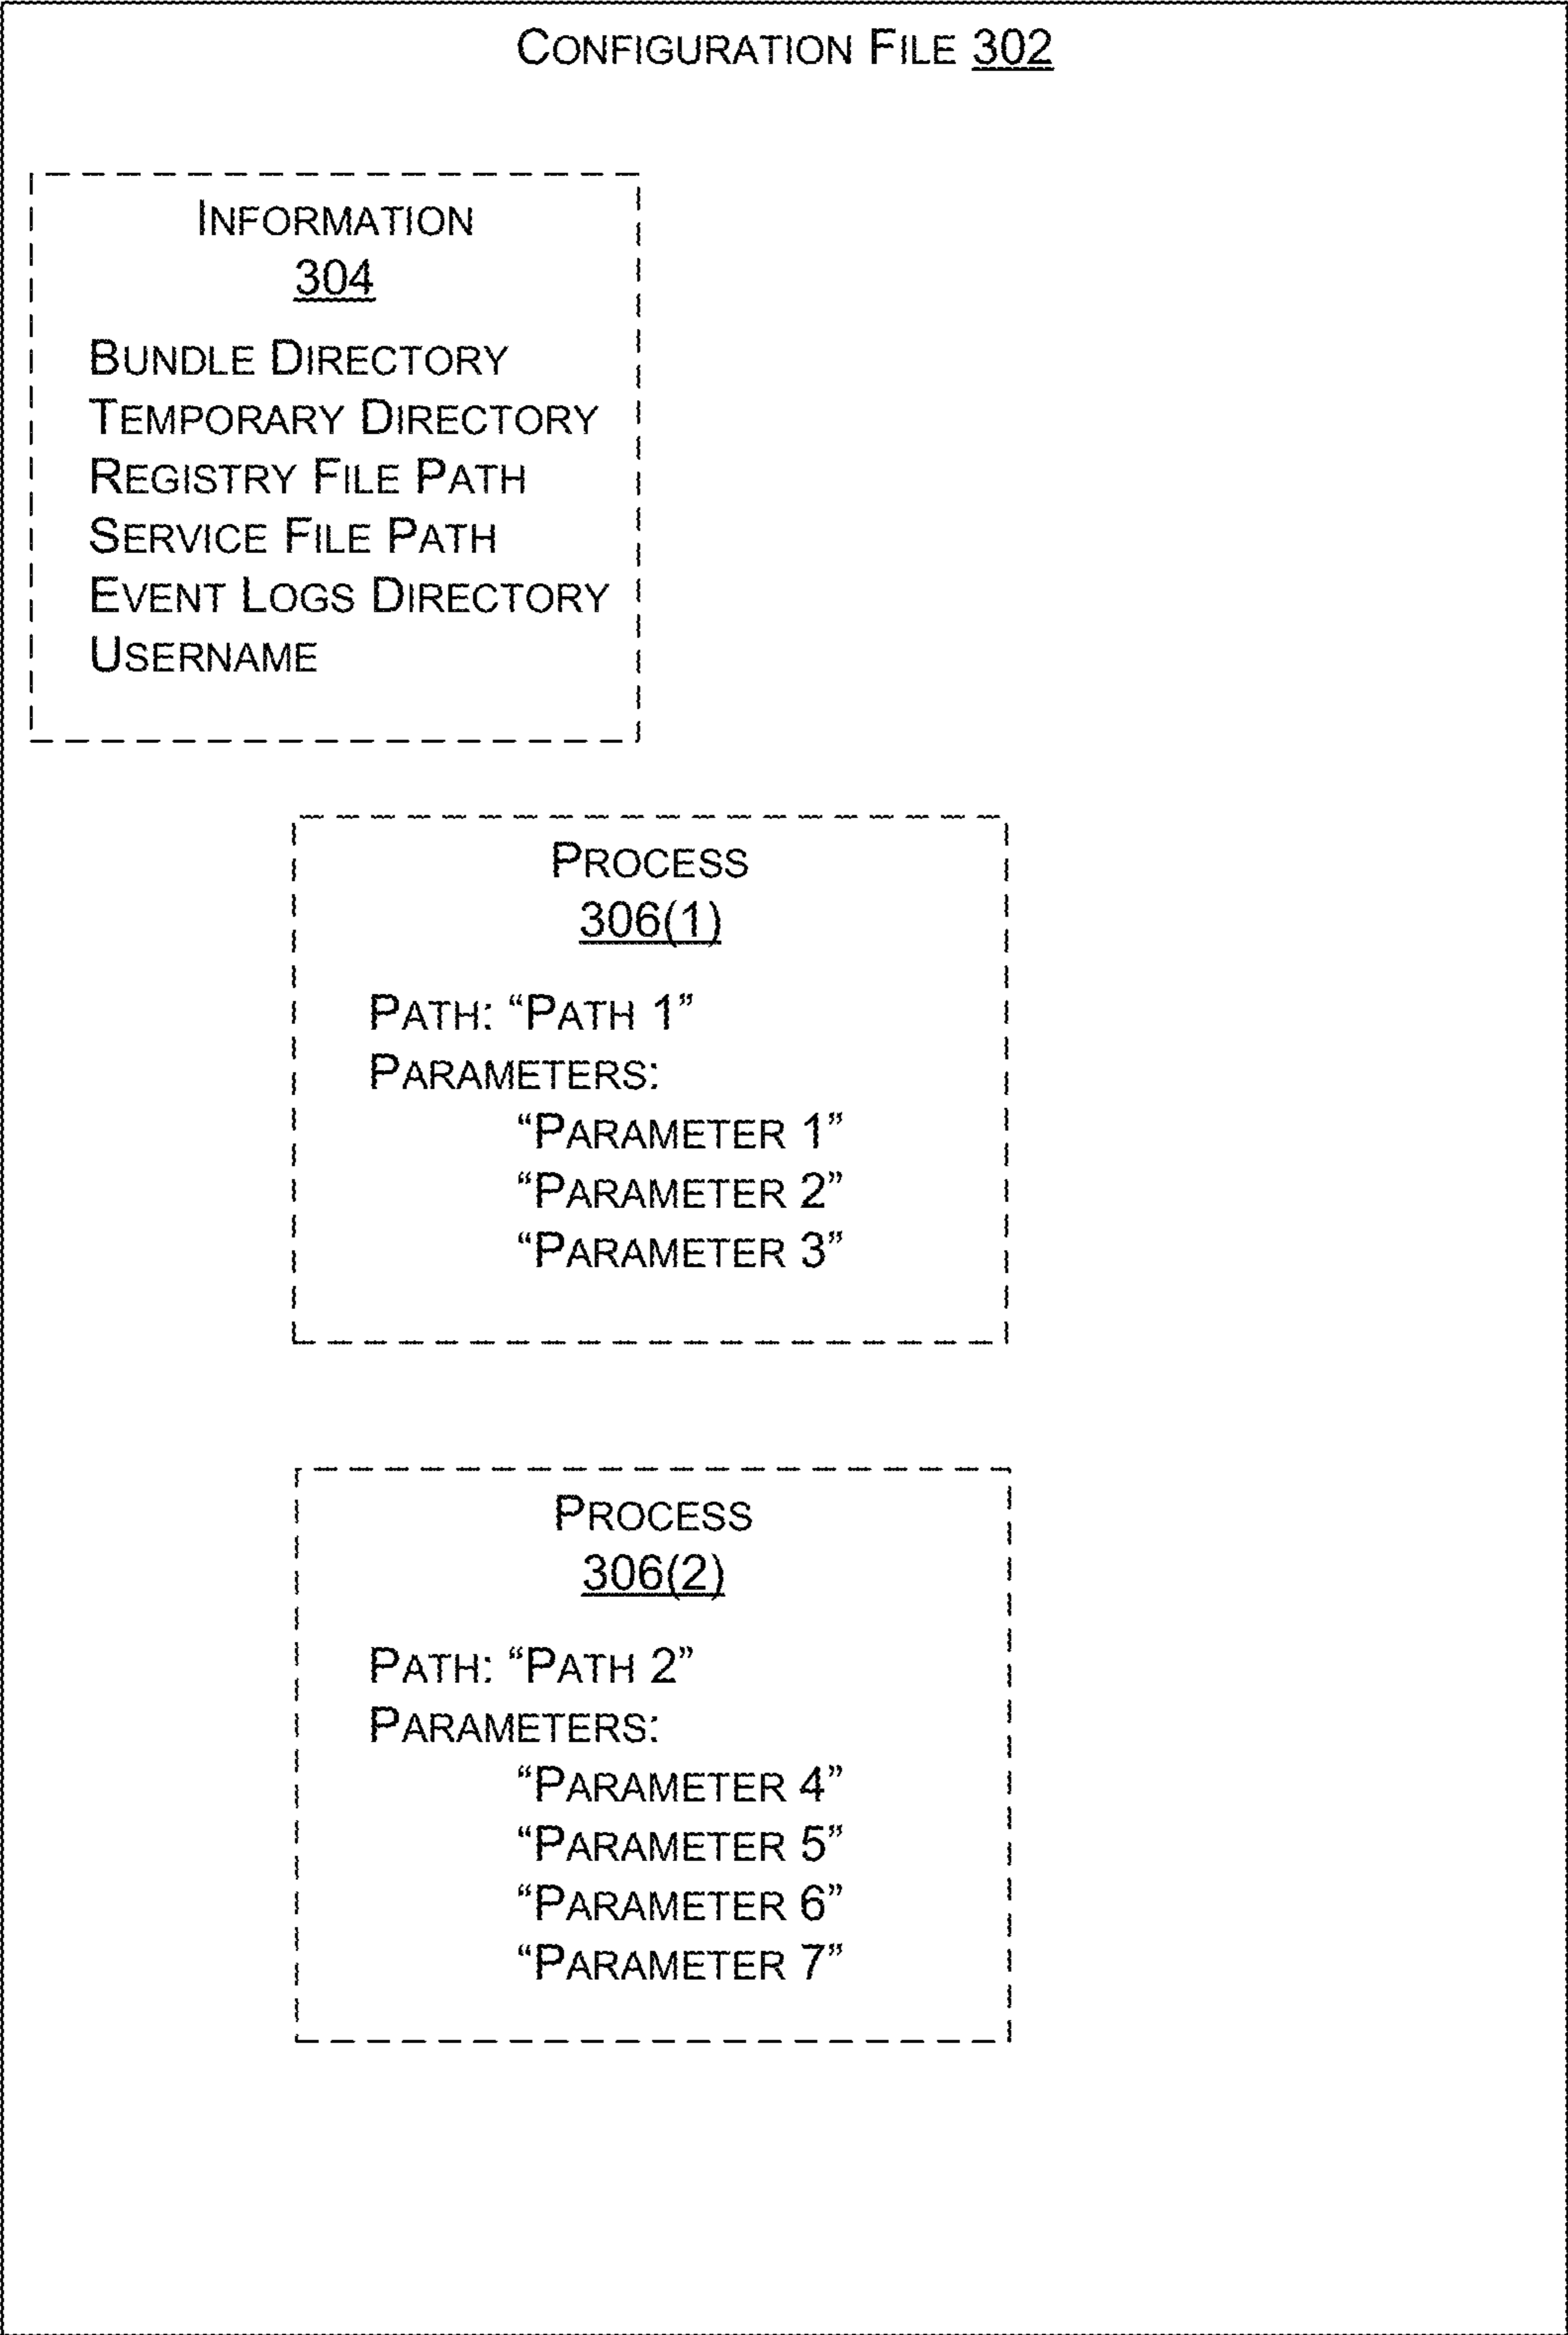 CONFIGURATION FILE 302
INFORMATION
304
BUNDLE DIRECTORY
TEMPORARY DIRECTORY
REGISTRY FILE PATH
SERVICE FILE PATH
EVENT LOGS DIRECTORY
USERNAME
PROCESS
306(1)
PATH: “PATH 1”
PARAMETERS:
“PARAMETER 1”
“PARAMETER 2”
“PARAMETER 3”
PROCESS
306(2)
PATH: “PATH 2”
PARAMETERS:
“PARAMETER 4”
“PARAMETER 5”
“PARAMETER 6”
“PARAMETER 7”